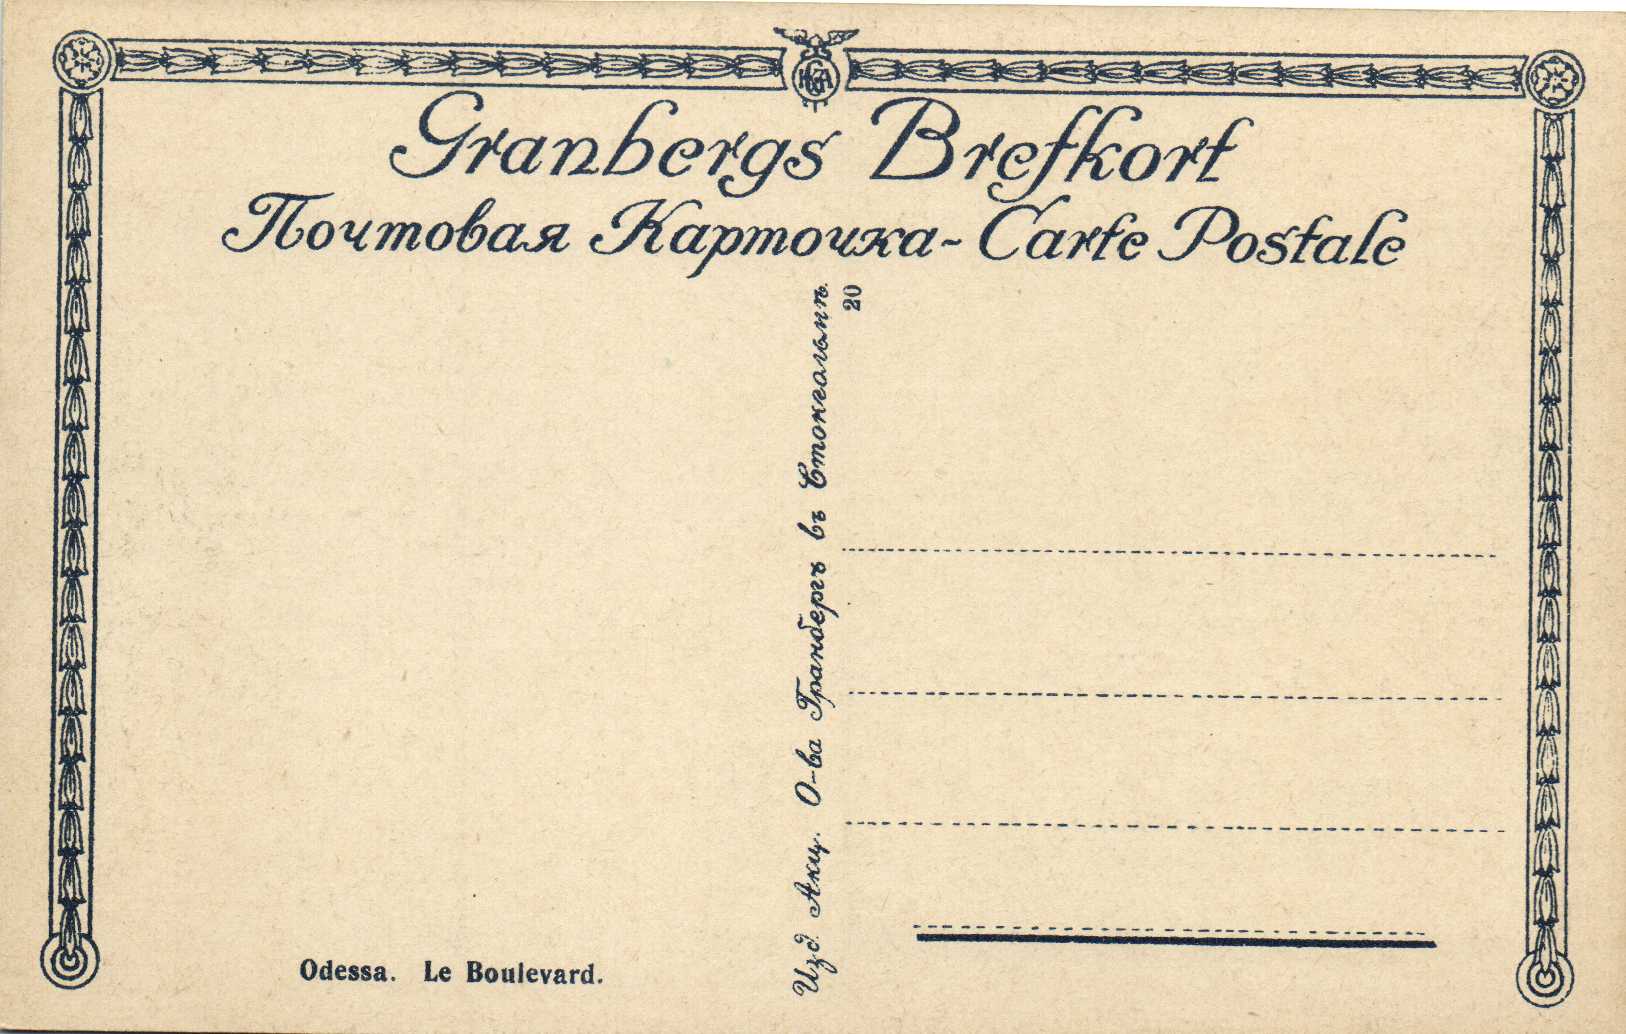 Granbergs Brefkort
Почтовая Карточка - Carte Postale
Изд. Акц. О-ва Гранбергъ въ Стокгольмѣ.
20
Odessa. Le Boulevard.